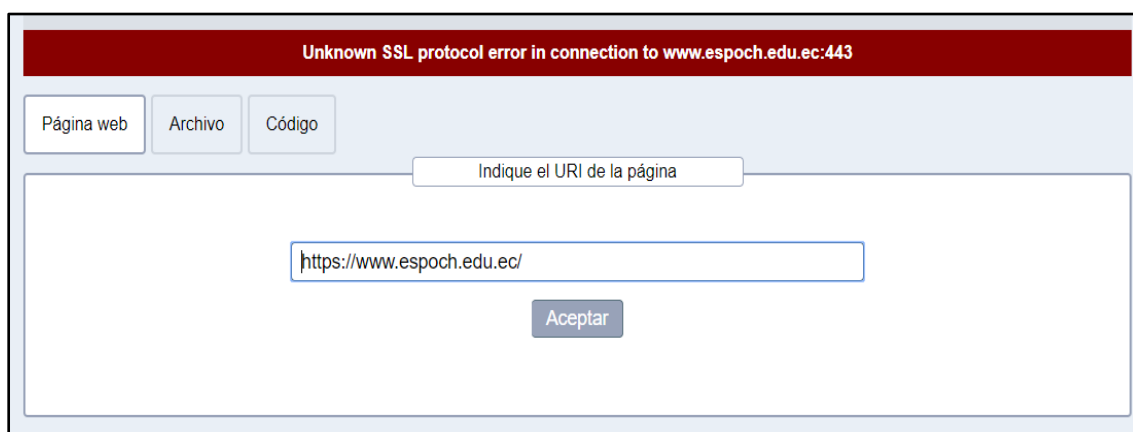 Unknown SSL protocol error in connection to www.espoch.edu.ec:443
Página web Archivo Código
Indique el URI de la página
https://www.espoch.edu.ec/
Aceptar